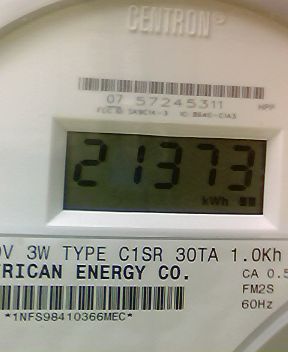 CENTRON®
07 57245311
21373
kWh
V 3W TYPE C1SR 30TA 1.0Kh
RICAN ENERGY CO.
CA 0.5
FM2S
60Hz
*1NFS98410366MEC*